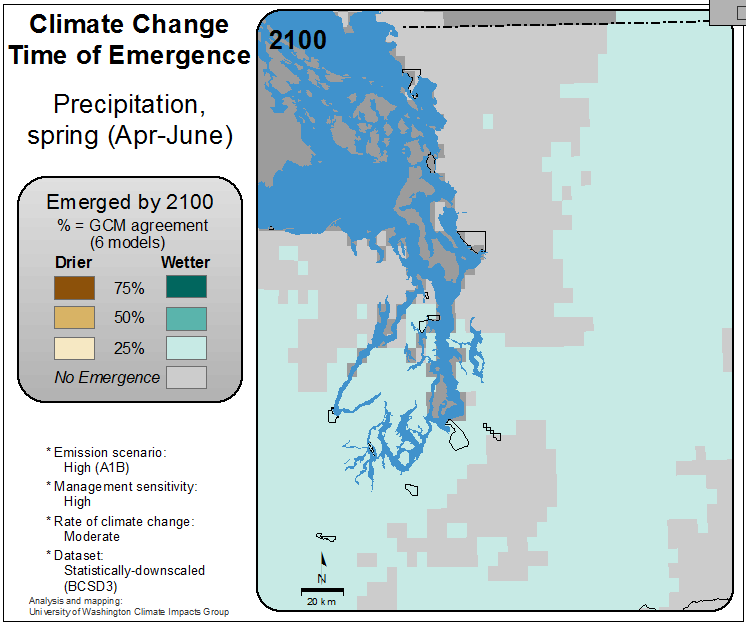 Climate Change
Time of Emergence
Precipitation,
spring (Apr-June)
Emerged by 2100
% = GCM agreement
(6 models)
Drier Wetter
75%
50%
25%
No Emergence
* Emission scenario:
High (A1B)
* Management sensitivity:
High
* Rate of climate change:
Moderate
* Dataset:
Statistically-downscaled
(BCSD3)
Analysis and mapping:
University of Washington Climate Impacts Group
2100
N
20 km